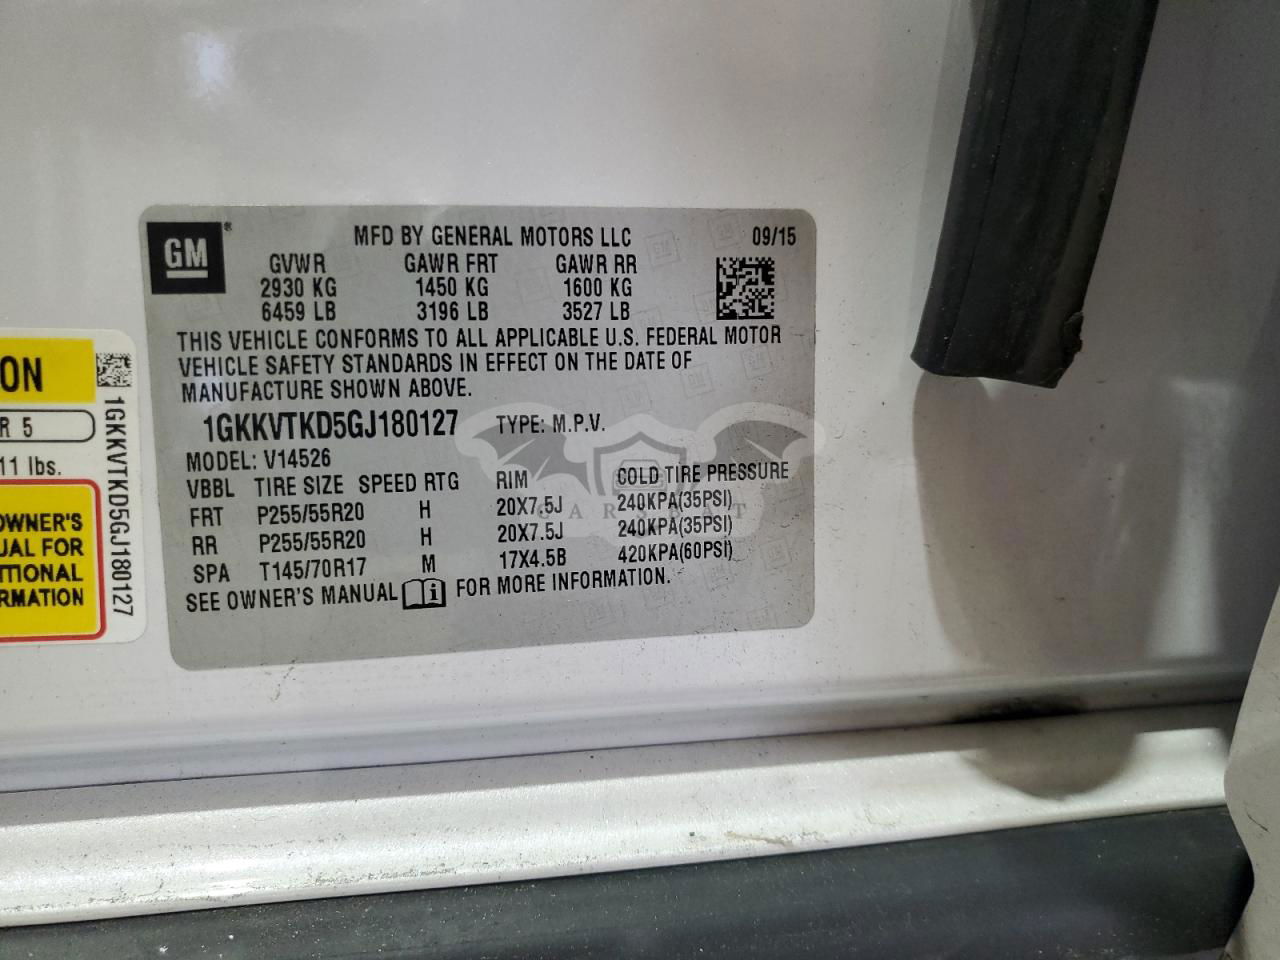 GM®
MFD BY GENERAL MOTORS LLC 09/15
GVWR GAWR FRT GAWR RR
2930 KG 1450 KG 1600 KG
6459 LB 3196 LB 3527 LB
THIS VEHICLE CONFORMS TO ALL APPLICABLE U.S. FEDERAL MOTOR
VEHICLE SAFETY STANDARDS IN EFFECT ON THE DATE OF
MANUFACTURE SHOWN ABOVE.
1GKKVTKD5GJ180127 TYPE: M.P.V.
MODEL: V14526
VBBL TIRE SIZE SPEED RTG RIM COLD TIRE PRESSURE
FRT P255/55R20 H 20X7.5J 240KPA(35PSI)
RR P255/55R20 H 20X7.5J 240KPA(35PSI)
SPA T145/70R17 M 17X4.5B 420KPA(60PSI)
SEE OWNER'S MANUAL i FOR MORE INFORMATION.
CARSBAT
ON
R 5
11 lbs.
OWNER'S
UAL FOR
ITIONAL
RMATION
1GKKVTKD5GJ180127